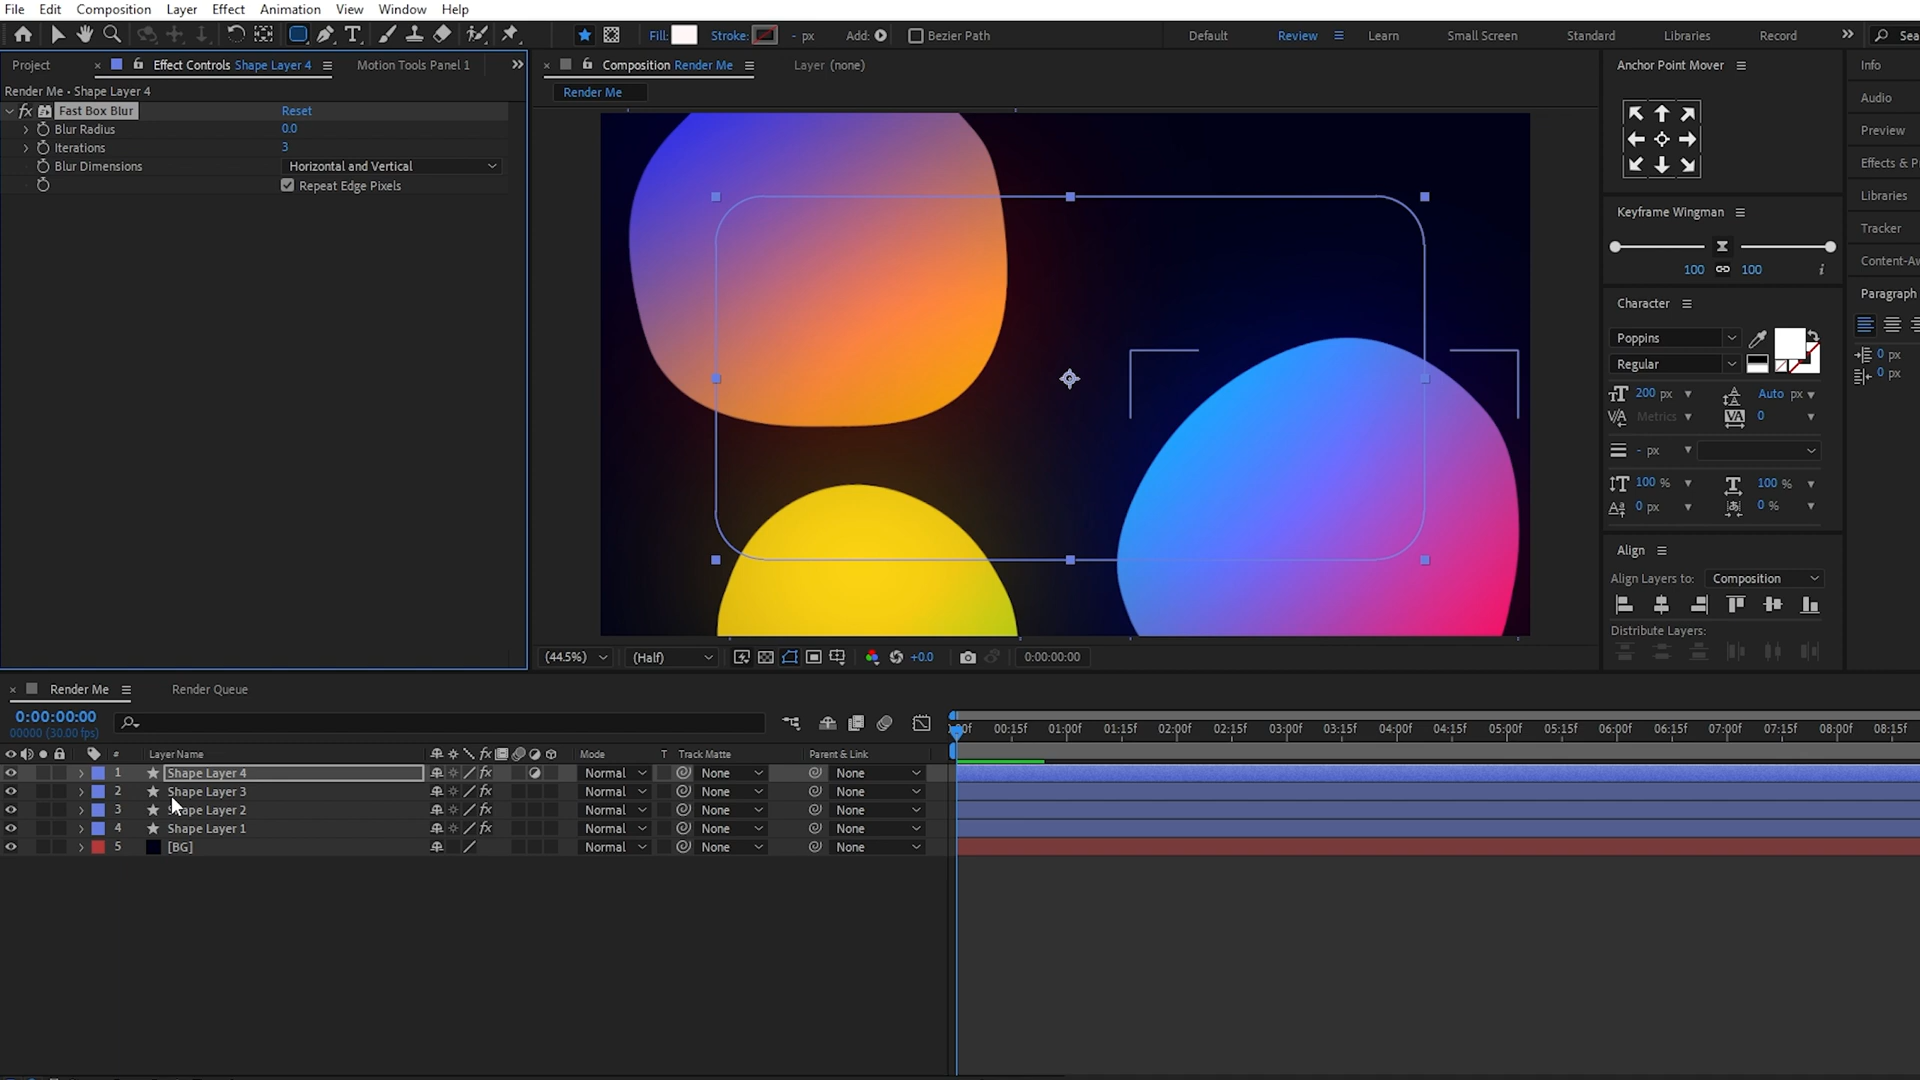 File Edit Composition Layer Effect Animation View Window Help
Fill: Stroke: - px Add: Bezier Path Default Review Learn Small Screen Standard Libraries Record
Project Effect Controls Shape Layer 4 Motion Tools Panel 1
Render Me • Shape Layer 4
fx Fast Box Blur Reset
Blur Radius 0.0
Iterations 3
Blur Dimensions Horizontal and Vertical
Repeat Edge Pixels
Composition Render Me Layer (none)
Render Me
(44.5%) (Half) +0.0 0:00:00:00
Anchor Point Mover
Keyframe Wingman
100 100 i
Character
Poppins
Regular
200 px Auto px
Metrics 0
- px
100 % 100 %
0 px 0 %
Align
Align Layers to: Composition
Distribute Layers:
Info
Audio
Preview
Effects & P
Libraries
Tracker
Content-Aw
Paragraph
0 px
0 px
Render Me Render Queue
0:00:00:00
00000 (30.00 fps)
# Layer Name fx Mode T Track Matte Parent & Link
1 Shape Layer 4 fx Normal None None
2 Shape Layer 3 fx Normal None None
3 Shape Layer 2 fx Normal None None
4 Shape Layer 1 fx Normal None None
5 [BG] Normal None None
00:15f 01:00f 01:15f 02:00f 02:15f 03:00f 03:15f 04:00f 04:15f 05:00f 05:15f 06:00f 06:15f 07:00f 07:15f 08:00f 08:15f